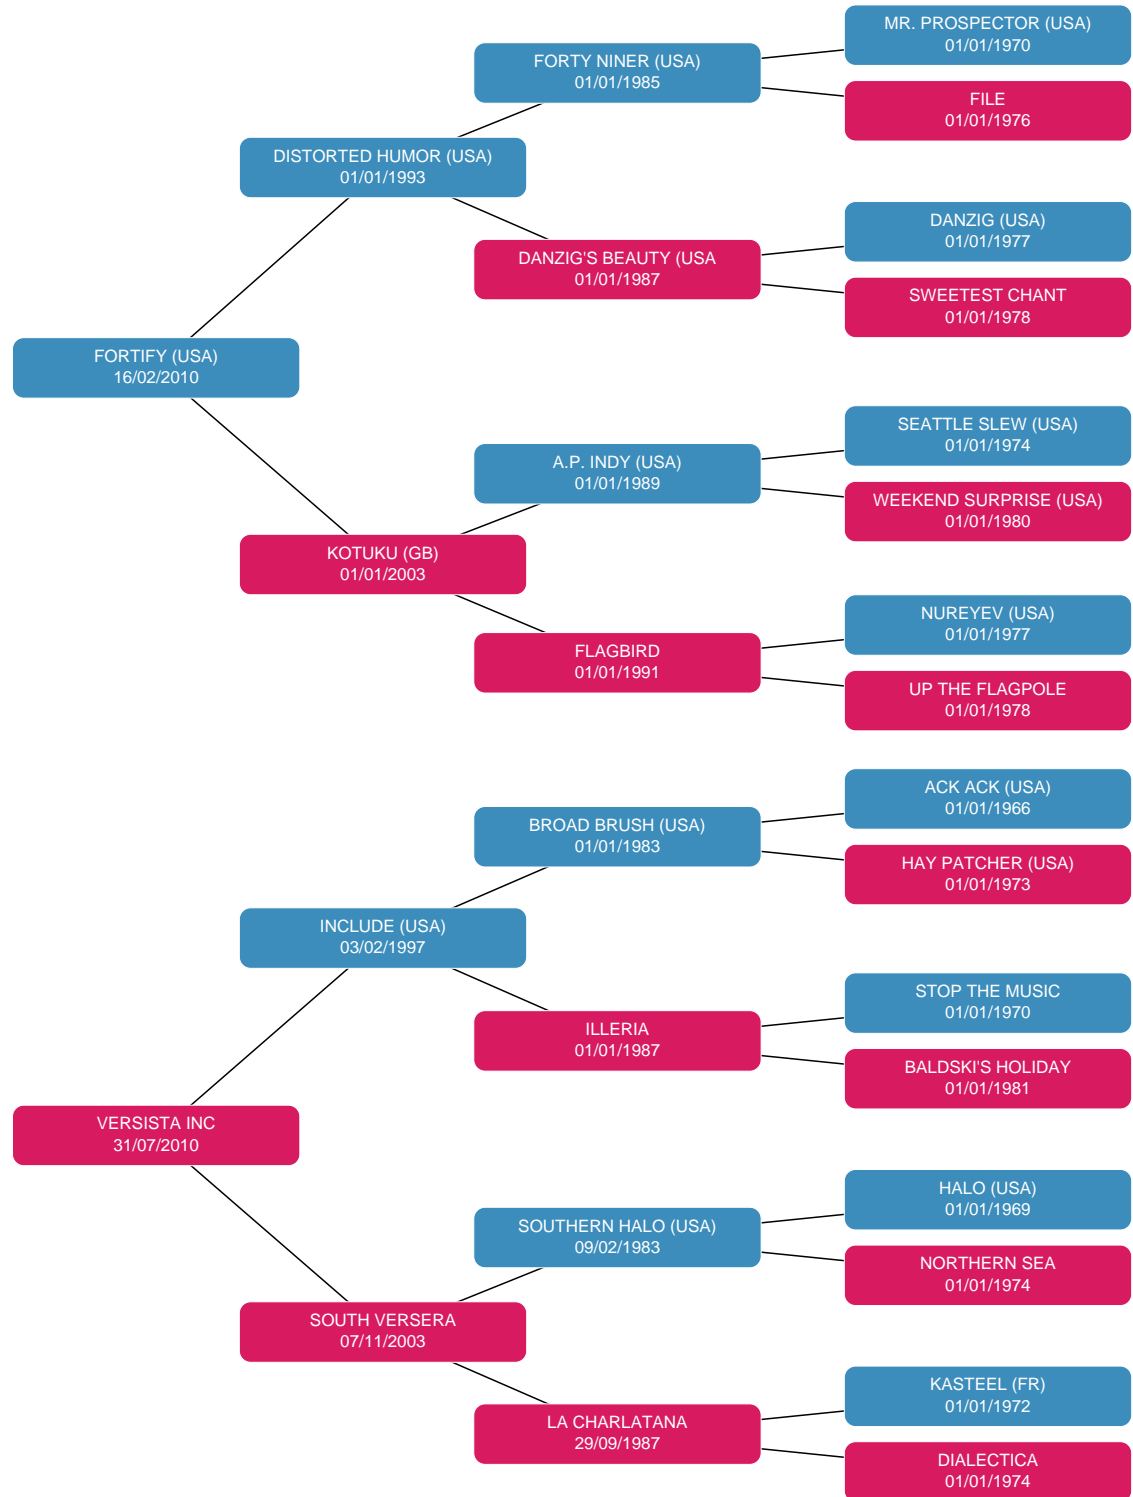 MR. PROSPECTOR (USA)
01/01/1970
FORTY NINER (USA)
01/01/1985
FILE
01/01/1976
DISTORTED HUMOR (USA)
01/01/1993
DANZIG (USA)
01/01/1977
DANZIG'S BEAUTY (USA
01/01/1987
SWEETEST CHANT
01/01/1978
FORTIFY (USA)
16/02/2010
SEATTLE SLEW (USA)
01/01/1974
A.P. INDY (USA)
01/01/1989
WEEKEND SURPRISE (USA)
01/01/1980
KOTUKU (GB)
01/01/2003
NUREYEV (USA)
01/01/1977
FLAGBIRD
01/01/1991
UP THE FLAGPOLE
01/01/1978
ACK ACK (USA)
01/01/1966
BROAD BRUSH (USA)
01/01/1983
HAY PATCHER (USA)
01/01/1973
INCLUDE (USA)
03/02/1997
STOP THE MUSIC
01/01/1970
ILLERIA
01/01/1987
BALDSKI'S HOLIDAY
01/01/1981
VERSISTA INC
31/07/2010
HALO (USA)
01/01/1969
SOUTHERN HALO (USA)
09/02/1983
NORTHERN SEA
01/01/1974
SOUTH VERSERA
07/11/2003
KASTEEL (FR)
01/01/1972
LA CHARLATANA
29/09/1987
DIALECTICA
01/01/1974